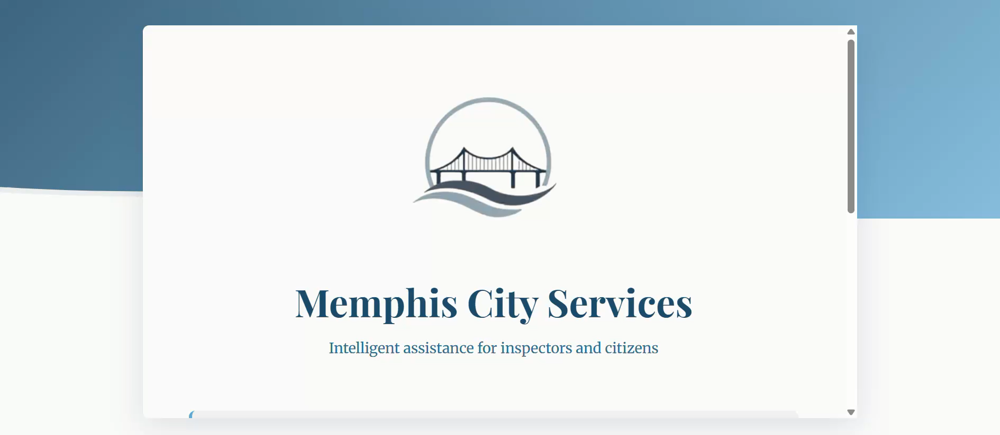 Memphis City Services
Intelligent assistance for inspectors and citizens